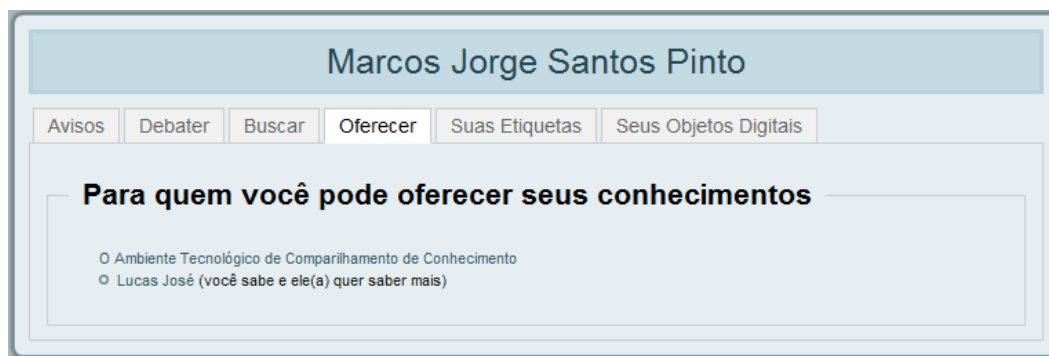 Marcos Jorge Santos Pinto
Avisos Debater Buscar Oferecer Suas Etiquetas Seus Objetos Digitais
Para quem você pode oferecer seus conhecimentos
O Ambiente Tecnológico de Comparilhamento de Conhecimento
Lucas José (você sabe e ele(a) quer saber mais)